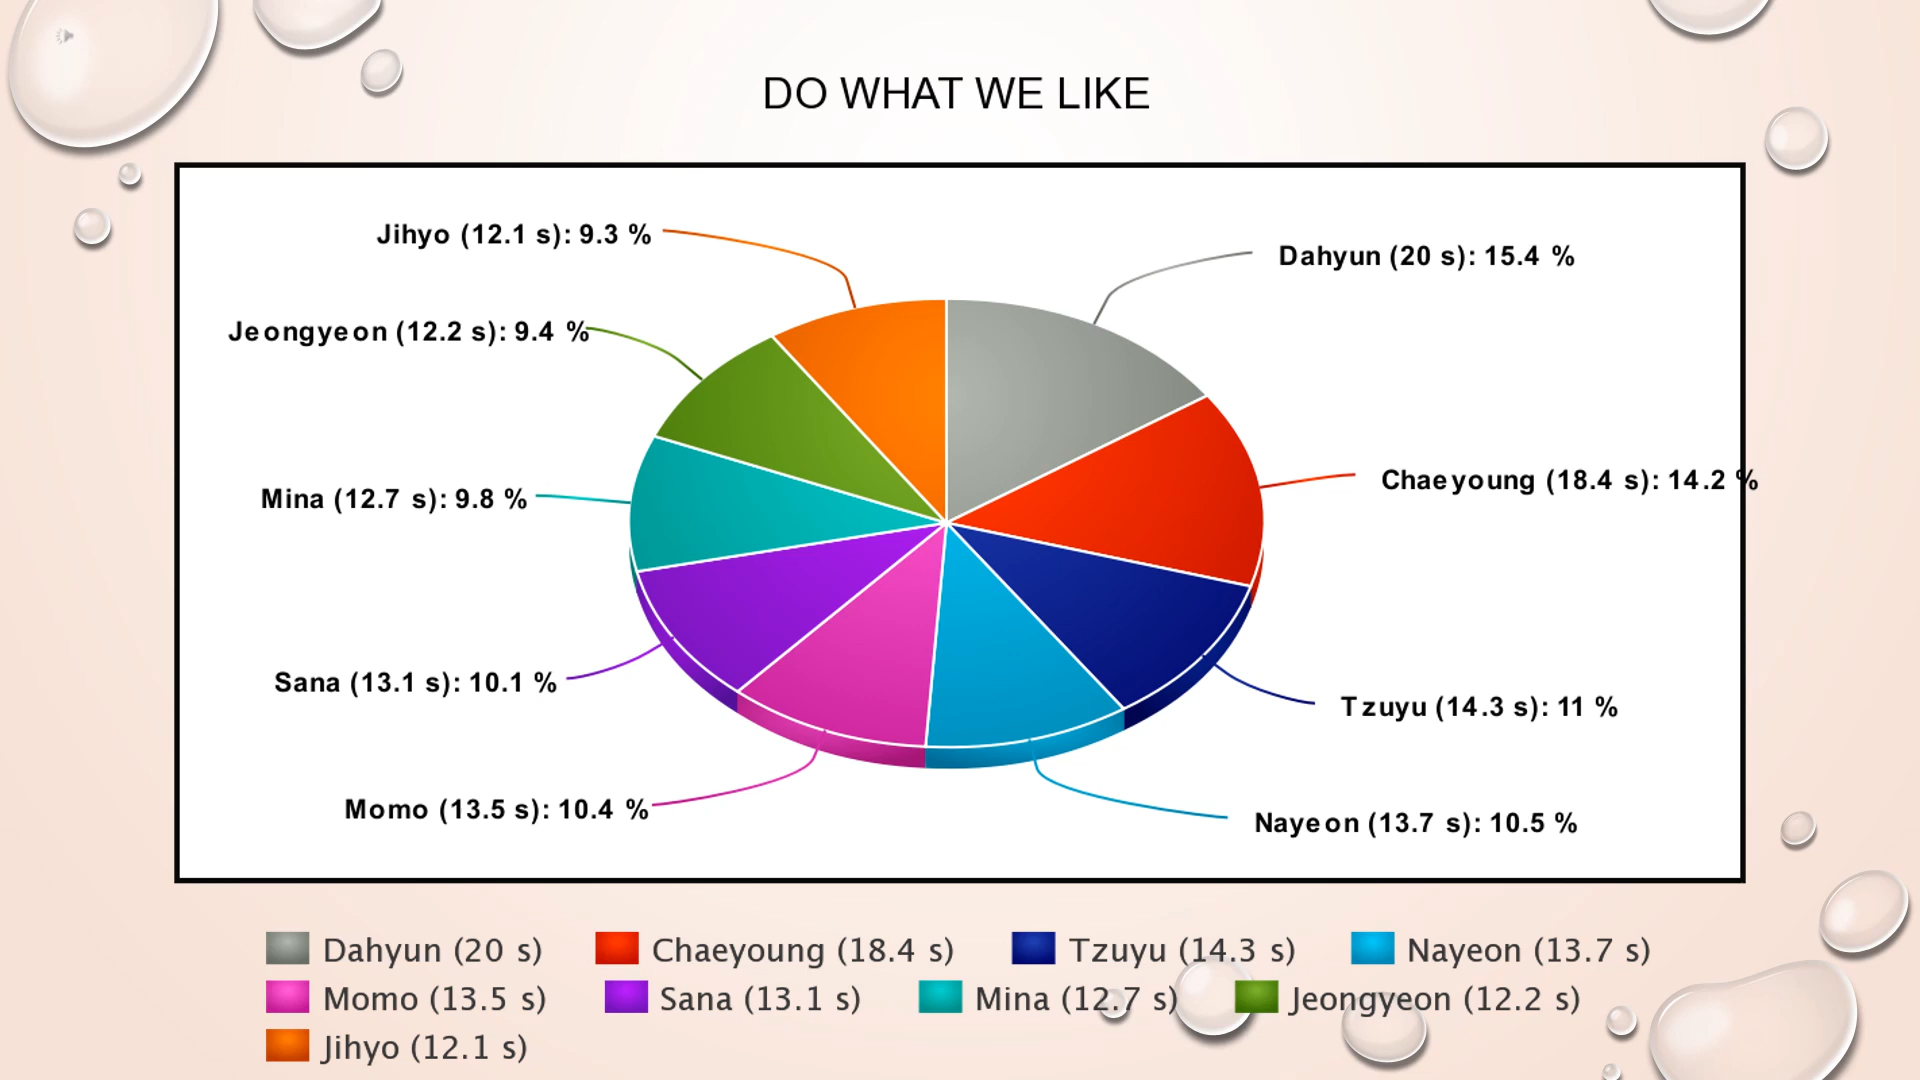 DO WHAT WE LIKE
Jihyo (12.1 s): 9.3 %
Dahyun (20 s): 15.4 %
Jeongyeon (12.2 s): 9.4 %
Chaeyoung (18.4 s): 14.2 %
Mina (12.7 s): 9.8 %
Sana (13.1 s): 10.1 %
Tzuyu (14.3 s): 11 %
Momo (13.5 s): 10.4 %
Nayeon (13.7 s): 10.5 %
Dahyun (20 s) Chaeyoung (18.4 s) Tzuyu (14.3 s) Nayeon (13.7 s)
Momo (13.5 s) Sana (13.1 s) Mina (12.7 s) Jeongyeon (12.2 s)
Jihyo (12.1 s)